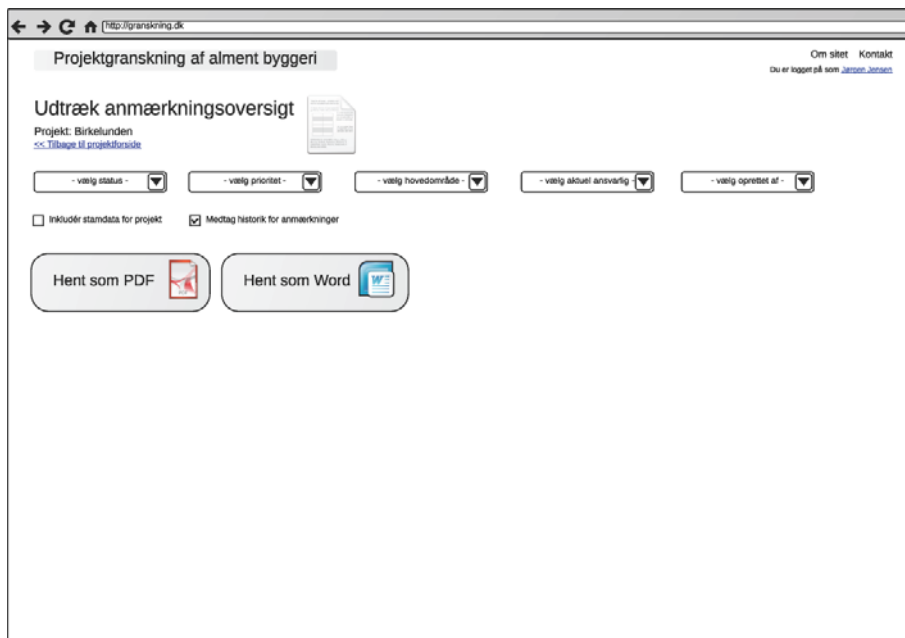 http://granskning.dk
Projektgranskning af alment byggeri
Om sitet Kontakt
Du er logget på som Jørgen Jensen
Udtræk anmærkningsoversigt
Projekt: Birkelunden
<< Tilbage til projektforside
- vælg status - - vælg prioritet - - vælg hovedområde - - vælg aktuel ansvarlig - - vælg oprettet af -
Inkludér stamdata for projekt Medtag historik for anmærkninger
Hent som PDF Hent som Word